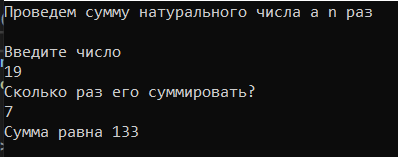 Проведем сумму натурального числа a n раз
Введите число
19
Сколько раз его суммировать?
7
Сумма равна 133